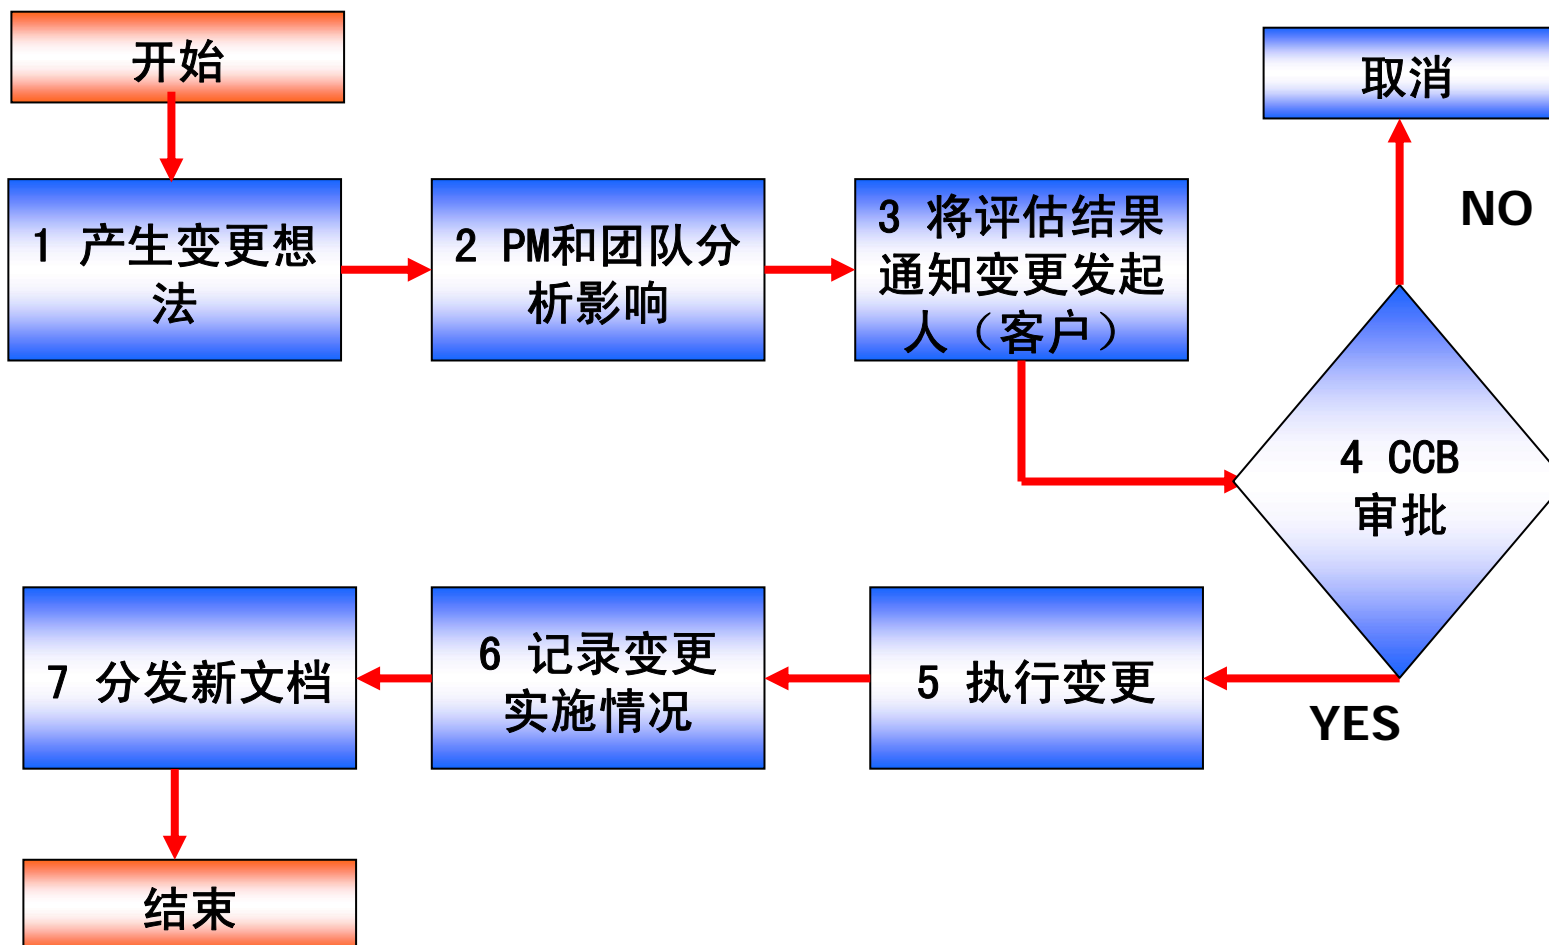 开始
取消
1 产生变更想
法
2 PM和团队分
析影响
3 将评估结果
通知变更发起
人（客户）
NO
4 CCB
审批
YES
5 执行变更
6 记录变更
实施情况
7 分发新文档
结束